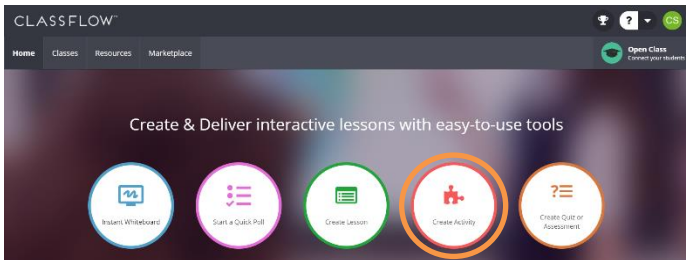 CLASSFLOW™
? CS
Home Classes Resources Marketplace
Open Class
Connect your students
Create & Deliver interactive lessons with easy-to-use tools
Instant Whiteboard
Start a Quick Poll
Create Lesson
Create Activity
?
Create Quiz or
Assessment